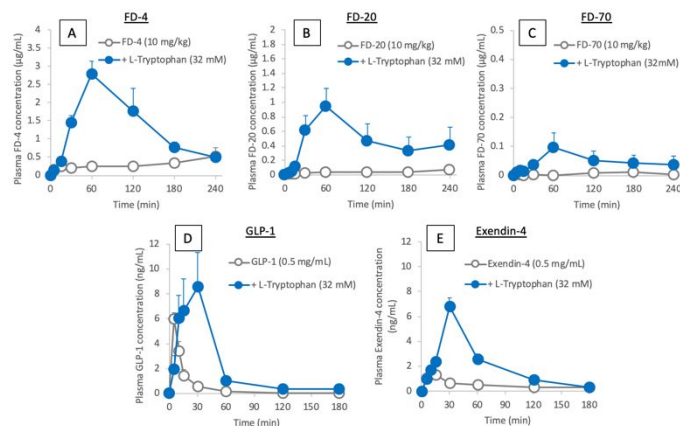 FD-4
A
FD-4 (10 mg/kg)
+ L-Tryptophan (32 mM)
Plasma FD-4 concentration (µg/mL)
4
3.5
3
2.5
2
1.5
1
0.5
0
0 60 120 180 240
Time (min)
FD-20
B
FD-20 (10 mg/kg)
+ L-Tryptophan (32 mM)
Plasma FD-20 concentration (µg/mL)
2
1.8
1.6
1.4
1.2
1
0.8
0.6
0.4
0.2
0
0 60 120 180 240
Time (min)
FD-70
C
FD-70 (10 mg/kg)
+ L-Tryptophan (32mM)
Plasma FD-70 concentration (µg/mL)
0.5
0.4
0.3
0.2
0.1
0
0 60 120 180 240
Time (min)
GLP-1
D
GLP-1 (0.5 mg/mL)
+ L-Tryptophan (32 mM)
Plasma GLP-1 concentration (ng/mL)
12
10
8
6
4
2
0
0 30 60 90 120 150 180
Time (min)
Exendin-4
E
Exendin-4 (0.5 mg/mL)
+ L-Tryptophan (32 mM)
Plasma Exendin-4 concentration
(ng/mL)
12
10
8
6
4
2
0
0 30 60 90 120 150 180
Time (min)